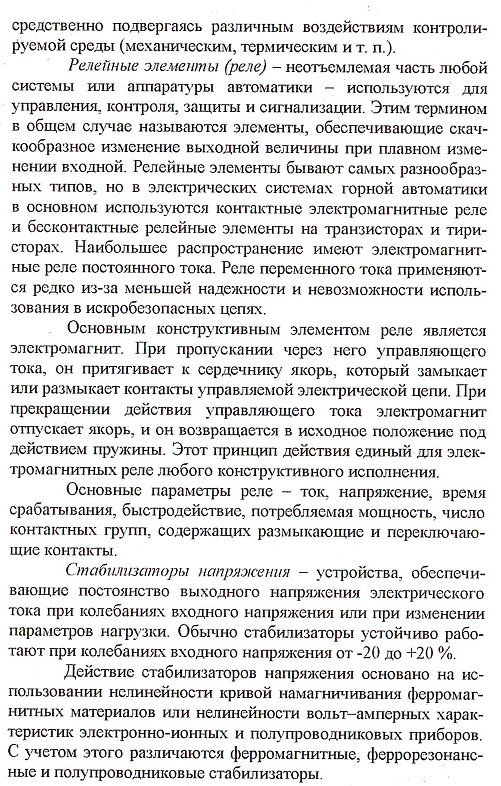 средственно подвергаясь различным воздействиям контроли-
руемой среды (механическим, термическим и т. п.).
Релейные элементы (реле) – неотъемлемая часть любой
системы или аппаратуры автоматики – используются для
управления, контроля, защиты и сигнализации. Этим термином
в общем случае называются элементы, обеспечивающие скач-
кообразное изменение выходной величины при плавном изме-
нении входной. Релейные элементы бывают самых разнообраз-
ных типов, но в электрических системах горной автоматики
в основном используются контактные электромагнитные реле
и бесконтактные релейные элементы на транзисторах и тири-
сторах. Наибольшее распространение имеют электромагнит-
ные реле постоянного тока. Реле переменного тока применяют-
ся редко из-за меньшей надежности и невозможности исполь-
зования в искробезопасных цепях.
Основным конструктивным элементом реле является
электромагнит. При пропускании через него управляющего
тока, он притягивает к сердечнику якорь, который замыкает
или размыкает контакты управляемой электрической цепи. При
прекращении действия управляющего тока электромагнит
отпускает якорь, и он возвращается в исходное положение под
действием пружины. Этот принцип действия единый для элек-
тромагнитных реле любого конструктивного исполнения.
Основные параметры реле – ток, напряжение, время
срабатывания, быстродействие, потребляемая мощность, число
контактных групп, содержащих размыкающие и переключаю-
щие контакты.
Стабилизаторы напряжения – устройства, обеспечи-
вающие постоянство выходного напряжения электрического
тока при колебаниях входного напряжения или при изменении
параметров нагрузки. Обычно стабилизаторы устойчиво рабо-
тают при колебаниях входного напряжения от -20 до +20 %.
Действие стабилизаторов напряжения основано на ис-
пользовании нелинейности кривой намагничивания ферромаг-
нитных материалов или нелинейности вольт–амперных харак-
теристик электронно-ионных и полупроводниковых приборов.
С учетом этого различаются ферромагнитные, феррорезонанс-
ные и полупроводниковые стабилизаторы.